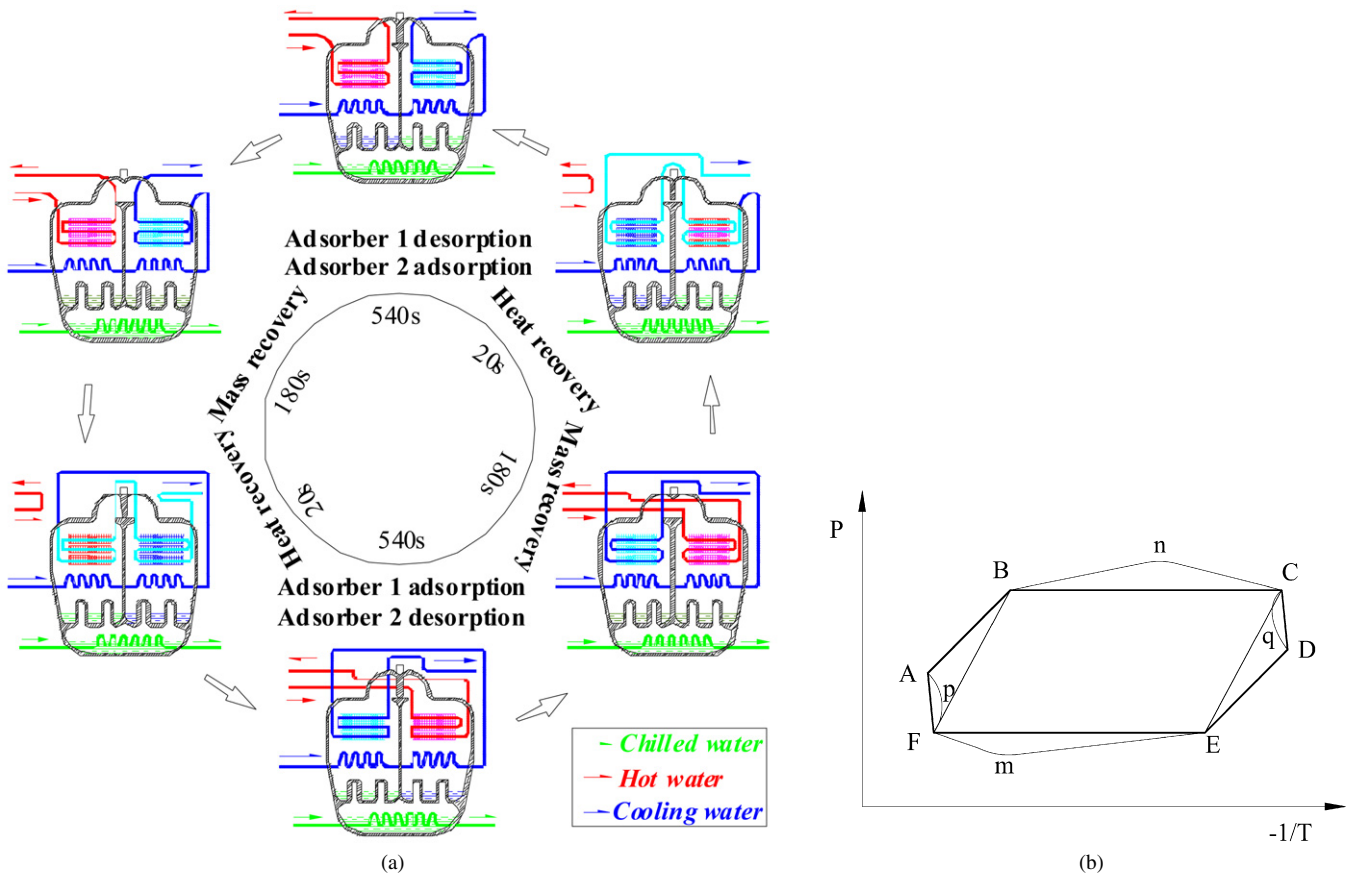 Adsorber 1 desorption
Adsorber 2 adsorption
Mass recovery
Heat recovery
540s
20s
180s
180s
20s
540s
Heat recovery
Mass recovery
Adsorber 1 adsorption
Adsorber 2 desorption
Chilled water
Hot water
Cooling water
(a)
P
n
B
C
q
D
A
p
F
E
m
-1/T
(b)